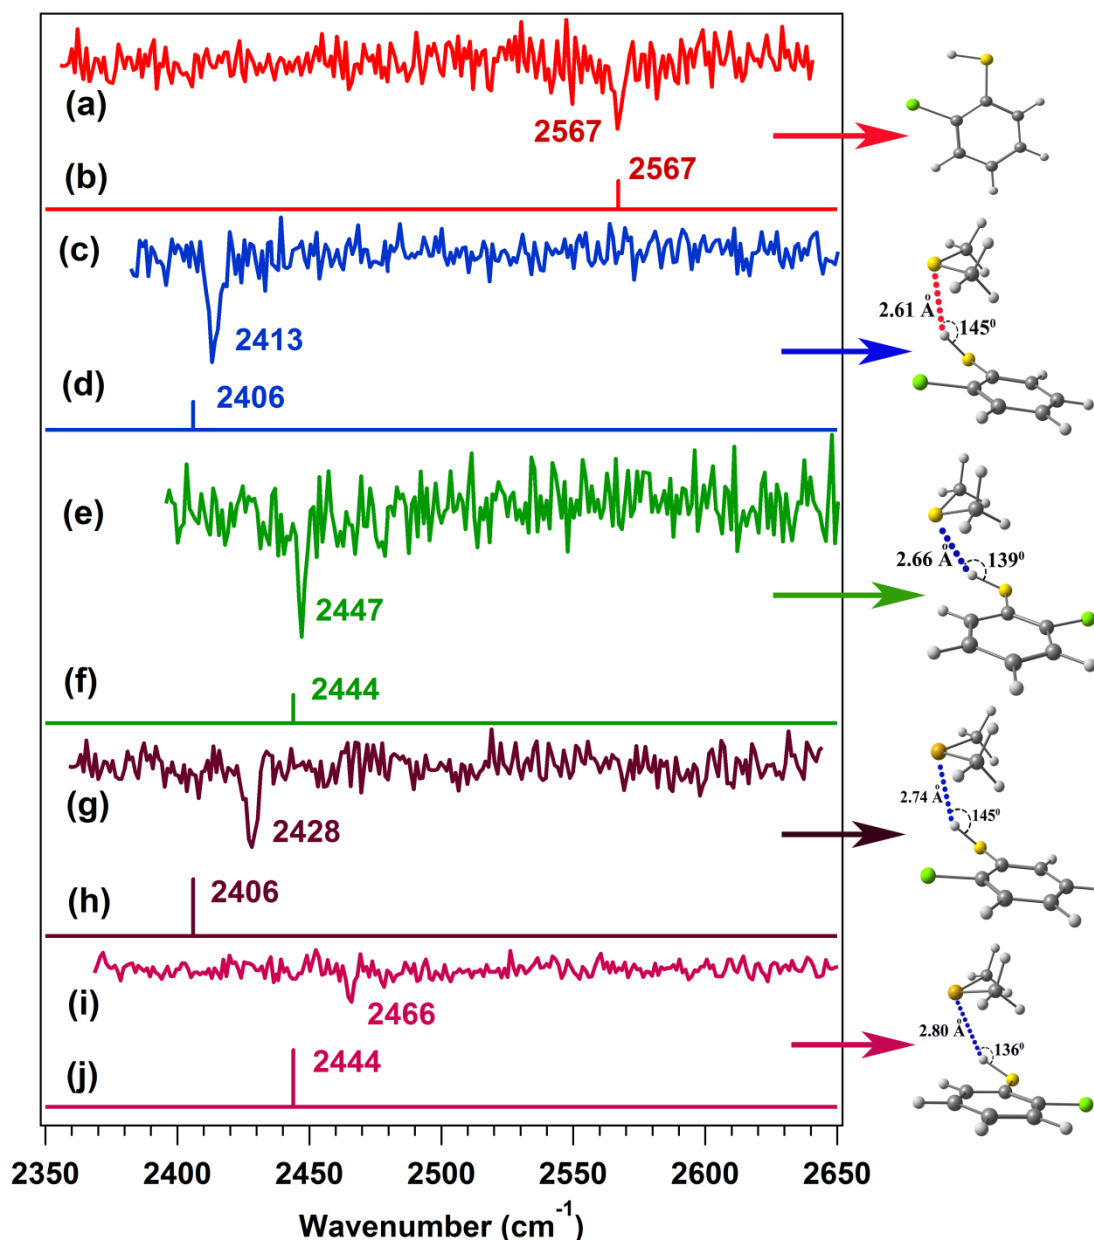 (a)
2567
(b)
2567
(c)
2413
2.61 Å
145⁰
(d)
2406
(e)
2447
2.66 Å
139⁰
(f)
2444
(g)
2428
2.74 Å
145⁰
(h)
2406
(i)
2466
2.80 Å
136⁰
(j)
2444
2350 2400 2450 2500 2550 2600 2650
Wavenumber (cm⁻¹)